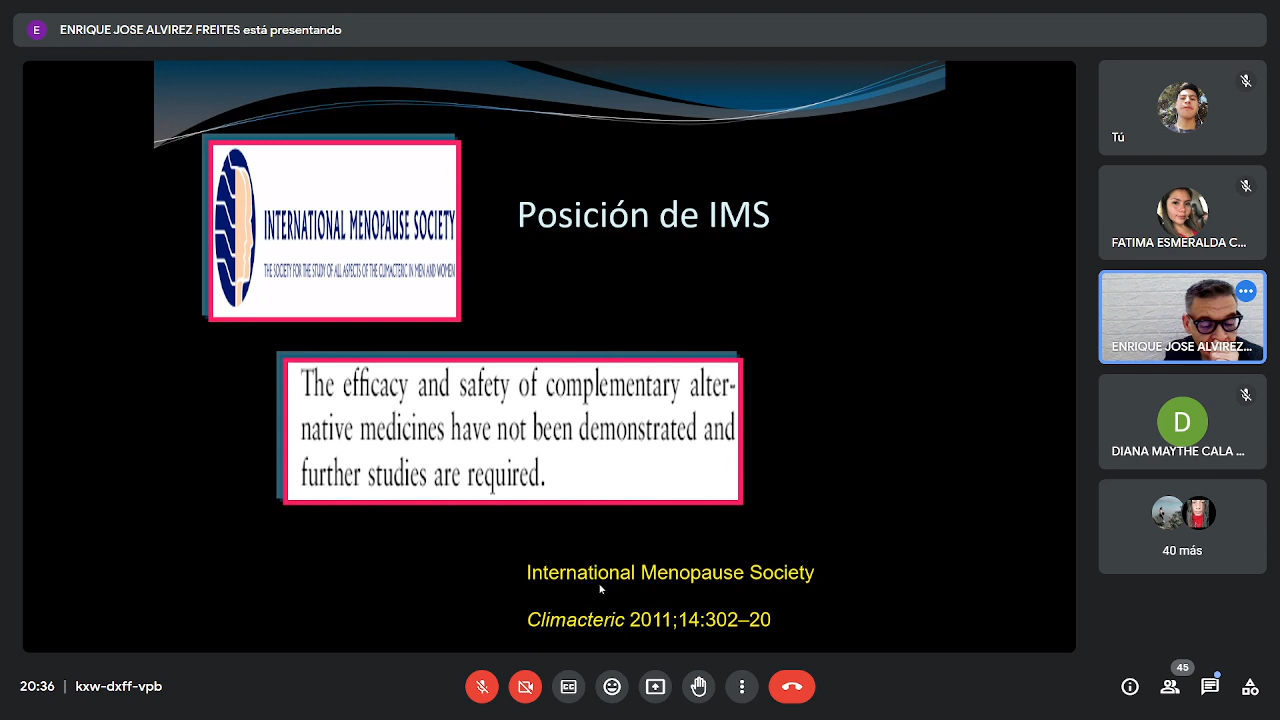 E
ENRIQUE JOSE ALVIREZ FREITES está presentando
INTERNATIONAL MENOPAUSE SOCIETY
THE SOCIETY FOR THE STUDY OF ALL ASPECTS OF THE CLIMACTERIC IN MEN AND WOMEN
Posición de IMS
The efficacy and safety of complementary alter-
native medicines have not been demonstrated and
further studies are required.
International Menopause Society
Climacteric 2011;14:302–20
Tú
FATIMA ESMERALDA C...
ENRIQUE JOSE ALVIREZ...
D
DIANA MAYTHE CALA ...
40 más
20:36 | kxw-dxff-vpb
45